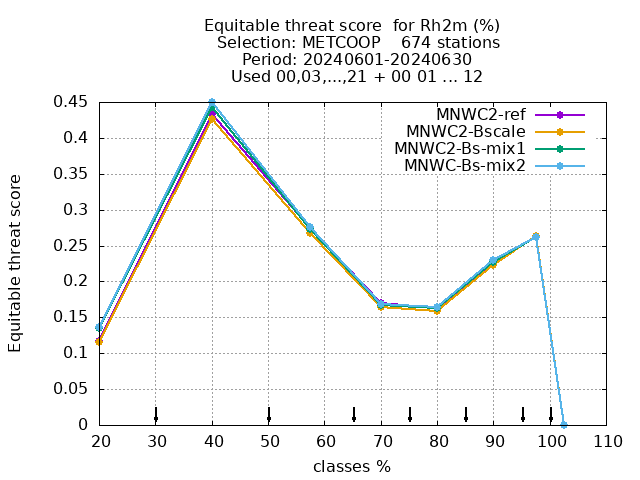 Equitable threat score  for Rh2m (%)
Selection: METCOOP    674 stations
Period: 20240601-20240630
Used 00,03,...,21 + 00 01 ... 12
MNWC2-ref
MNWC2-Bscale
MNWC2-Bs-mix1
MNWC-Bs-mix2
Equitable threat score
0.45
0.4
0.35
0.3
0.25
0.2
0.15
0.1
0.05
0
20 30 40 50 60 70 80 90 100 110
classes %